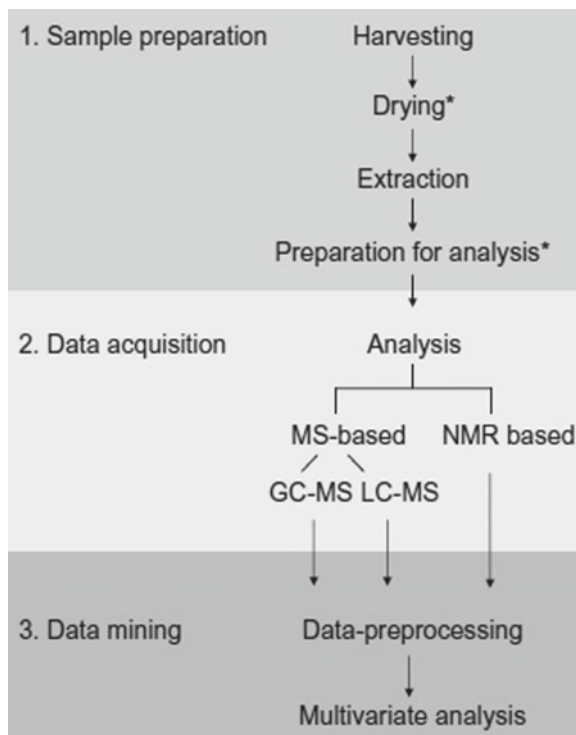 1. Sample preparation
Harvesting
Drying*
Extraction
Preparation for analysis*
2. Data acquisition
Analysis
MS-based
NMR based
GC-MS
LC-MS
3. Data mining
Data-preprocessing
Multivariate analysis